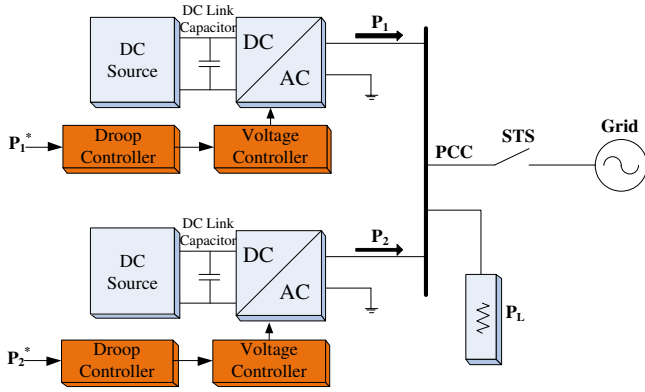 DC Link
Capacitor
DC
Source
DC
AC
P1
P1*
Droop
Controller
Voltage
Controller
PCC
STS
Grid
DC Link
Capacitor
DC
Source
DC
AC
P2
PL
P2*
Droop
Controller
Voltage
Controller